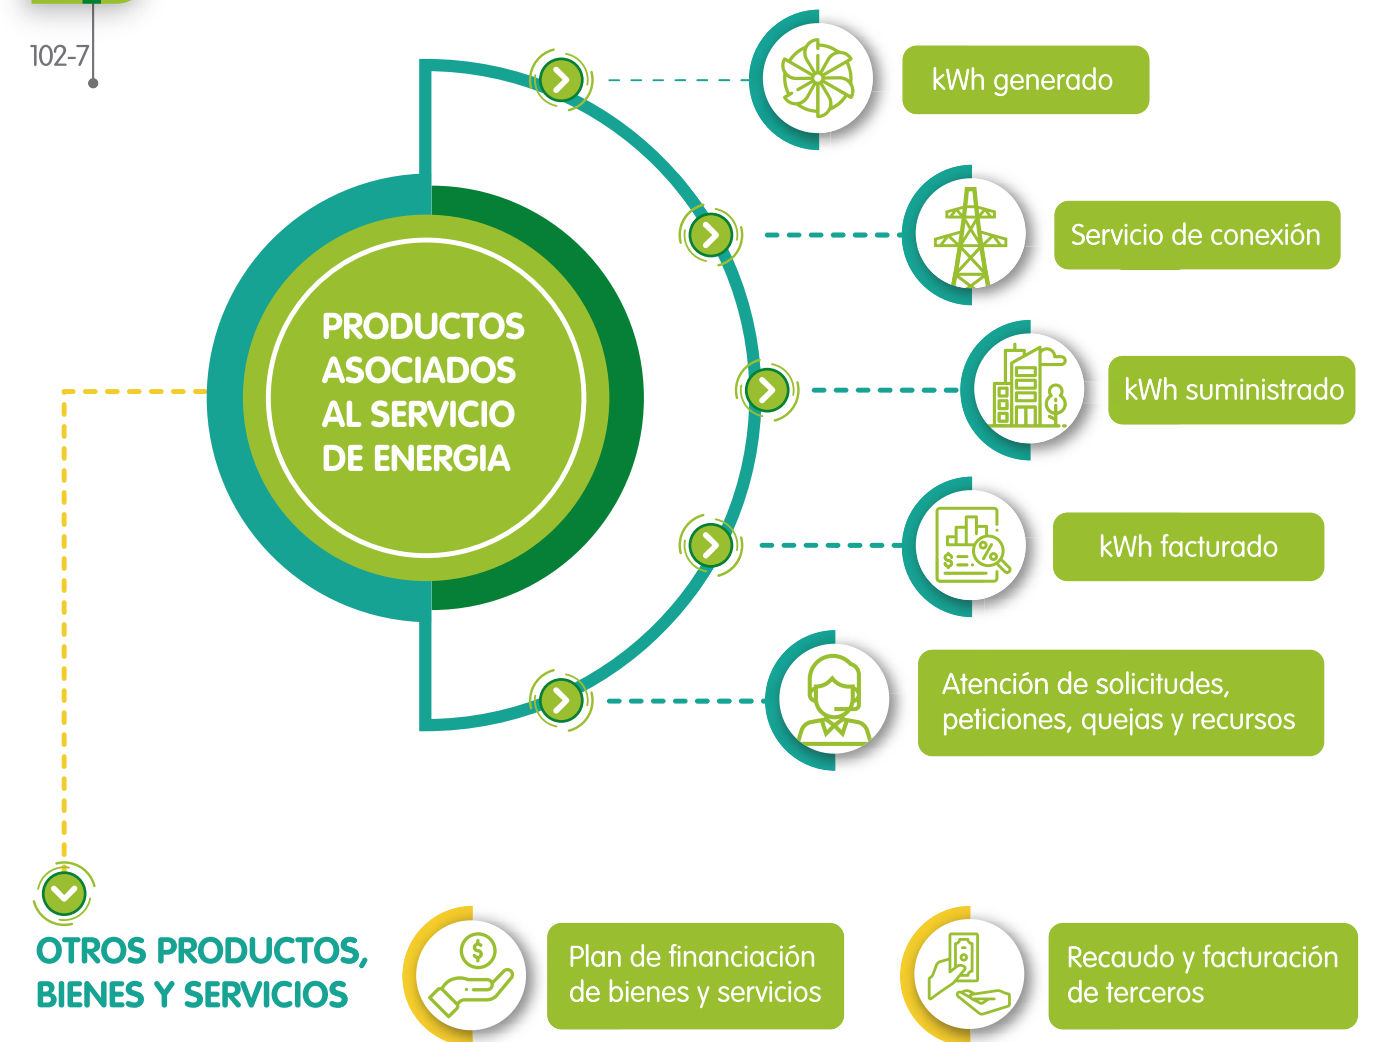 102-7
kWh generado
Servicio de conexión
PRODUCTOS
ASOCIADOS
AL SERVICIO
DE ENERGIA
kWh suministrado
kWh facturado
Atención de solicitudes,
peticiones, quejas y recursos
OTROS PRODUCTOS,
BIENES Y SERVICIOS
Plan de financiación
de bienes y servicios
Recaudo y facturación
de terceros